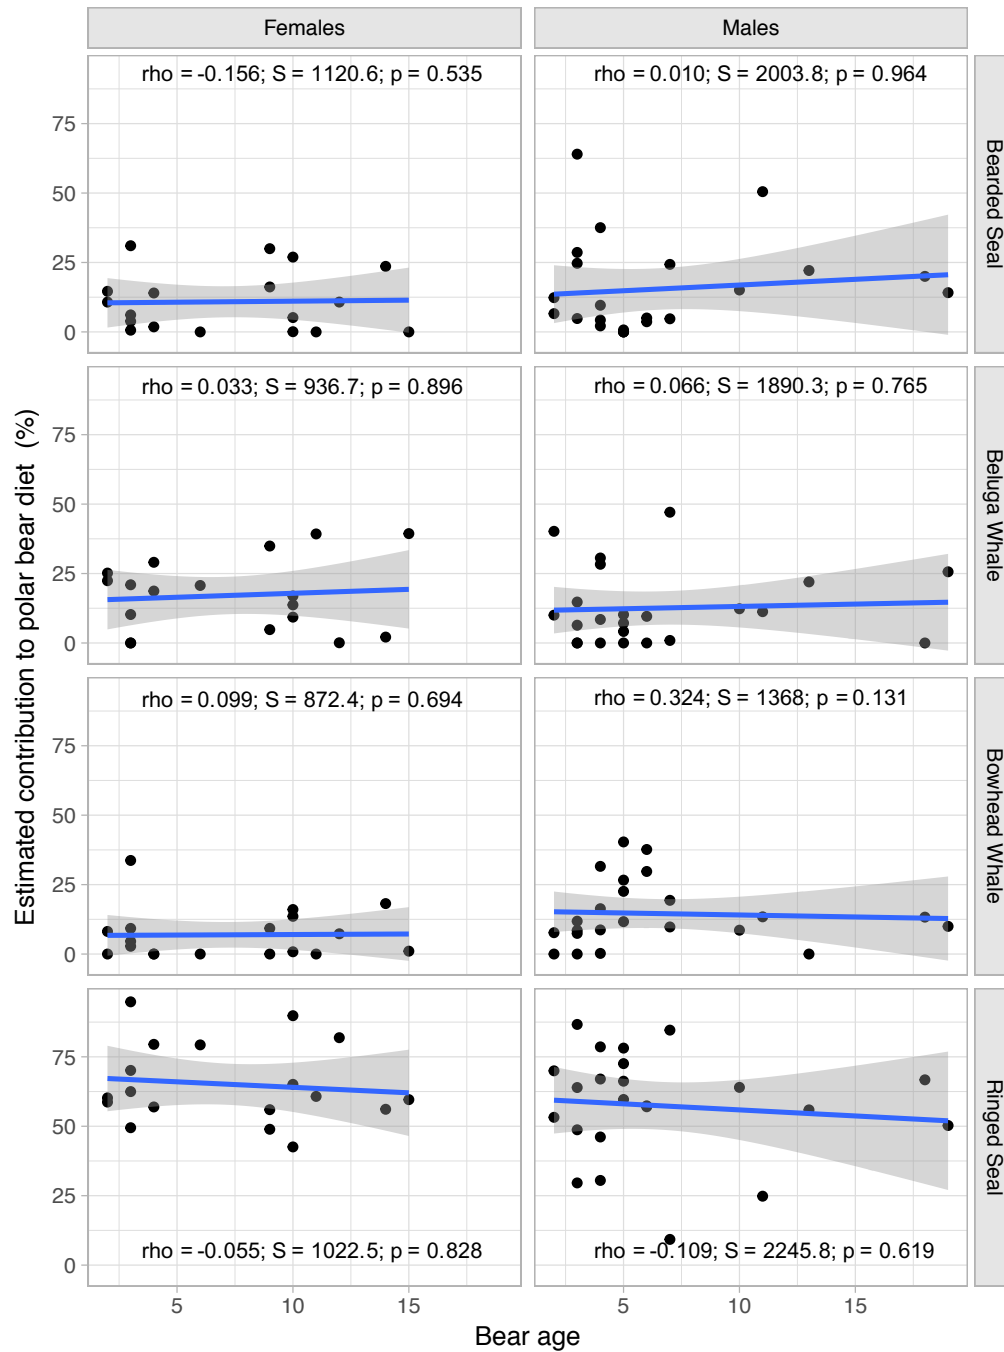 Females
Males
rho = -0.156; S = 1120.6; p = 0.535
rho = 0.010; S = 2003.8; p = 0.964
Bearded Seal
75
50
25
0
rho = 0.033; S = 936.7; p = 0.896
rho = 0.066; S = 1890.3; p = 0.765
Beluga Whale
75
50
25
0
Estimated contribution to polar bear diet (%)
rho = 0.099; S = 872.4; p = 0.694
rho = 0.324; S = 1368; p = 0.131
Bowhead Whale
75
50
25
0
Ringed Seal
75
50
25
0
rho = -0.055; S = 1022.5; p = 0.828
rho = -0.109; S = 2245.8; p = 0.619
5
10
15
5
10
15
Bear age